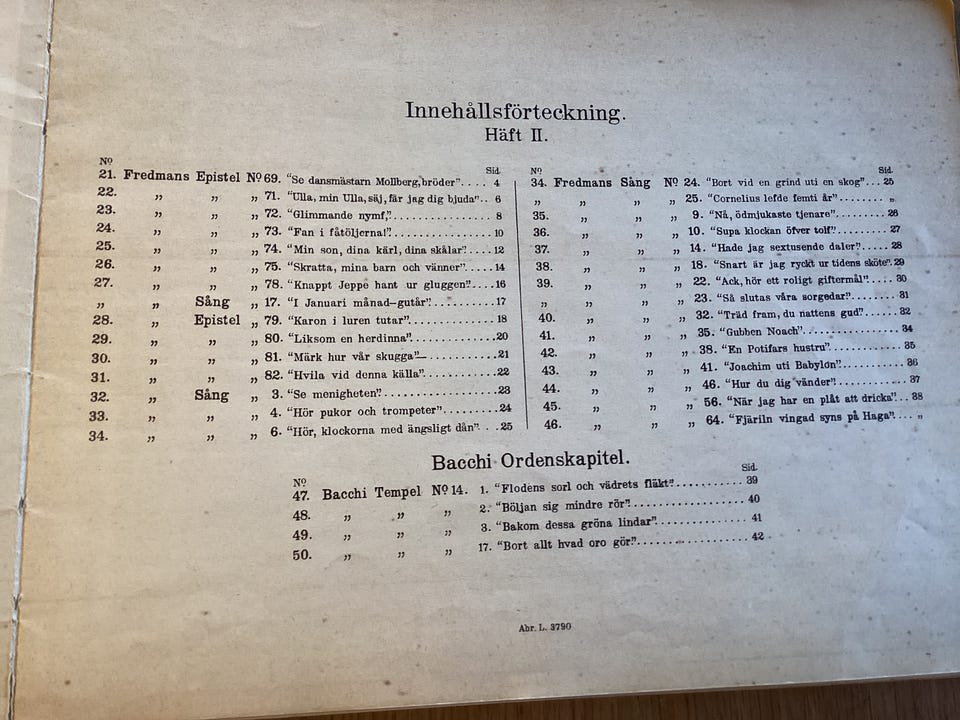 Innehållsförteckning.
Häft II.
No Sid.
21. Fredmans Epistel No 69. "Se dansmästarn Mollberg, bröder".... 4
22. „ „ „ 71. "Ulla, min Ulla, säj, får jag dig bjuda".. 6
23. „ „ „ 72. "Glimmande nymf,".............. 8
24. „ „ „ 73. "Fan i fåtöljerna!".............. 10
25. „ „ „ 74. "Min son, dina kärl, dina skålar"....12
26. „ „ „ 75. "Skratta, mina barn och vänner"....14
27. „ „ „ 78. "Knappt Jeppe hant ur gluggen"....16
„ „ Sång „ 17. "I Januari månad-gutår".........17
28. „ Epistel „ 79. "Karon i luren tutar"............ 18
29. „ „ „ 80. "Liksom en herdinna".............20
30. „ „ „ 81. "Märk hur vår skugga"—...........21
31. „ „ „ 82. "Hvila vid denna källa"...........22
32. „ Sång „ 3. "Se menigheten"................23
33. „ „ „ 4. "Hör pukor och trompeter".........24
34. „ „ „ 6. "Hör, klockorna med ängsligt dån". . 25
No Sid.
34. Fredmans Sång No 24. "Bort vid en grind uti en skog"... 25
„ „ „ „ 25. "Cornelius lefde femti år"....... „
35. „ „ „ 9. "Nå, ödmjukaste tjenare"......... 26
36. „ „ „ 10. "Supa klockan öfver tolf"........ 27
37. „ „ „ 14. "Hade jag sextusende daler"..... 28
38. „ „ „ 18. "Snart är jag ryckt ur tidens sköte". 29
39. „ „ „ 22. "Ack, hör ett roligt giftermål".... 30
„ „ „ „ 23. "Så slutas våra sorgedar"......... 31
40. „ „ „ 32. "Träd fram, du nattens gud"...... 32
41. „ „ „ 35. "Gubben Noach"................ 34
42. „ „ „ 38. "En Potifars hustru"............. 35
43. „ „ „ 41. "Joachim uti Babylon"............ 36
44. „ „ „ 46. "Hur du dig vänder"............. 37
45. „ „ „ 56. "När jag har en plåt att dricka".. 38
46. „ „ „ 64. "Fjäriln vingad syns på Haga".... „
Bacchi Ordenskapitel.
No Sid.
47. Bacchi Tempel No 14. 1. "Flodens sorl och vädrets fläkt"........... 39
48. „ „ „ 2. "Böljan sig mindre rör"................. 40
49. „ „ „ 3. "Bakom dessa gröna lindar".............. 41
50. „ „ „ 17. "Bort allt hvad oro gör"................ 42
Abr. L. 3790